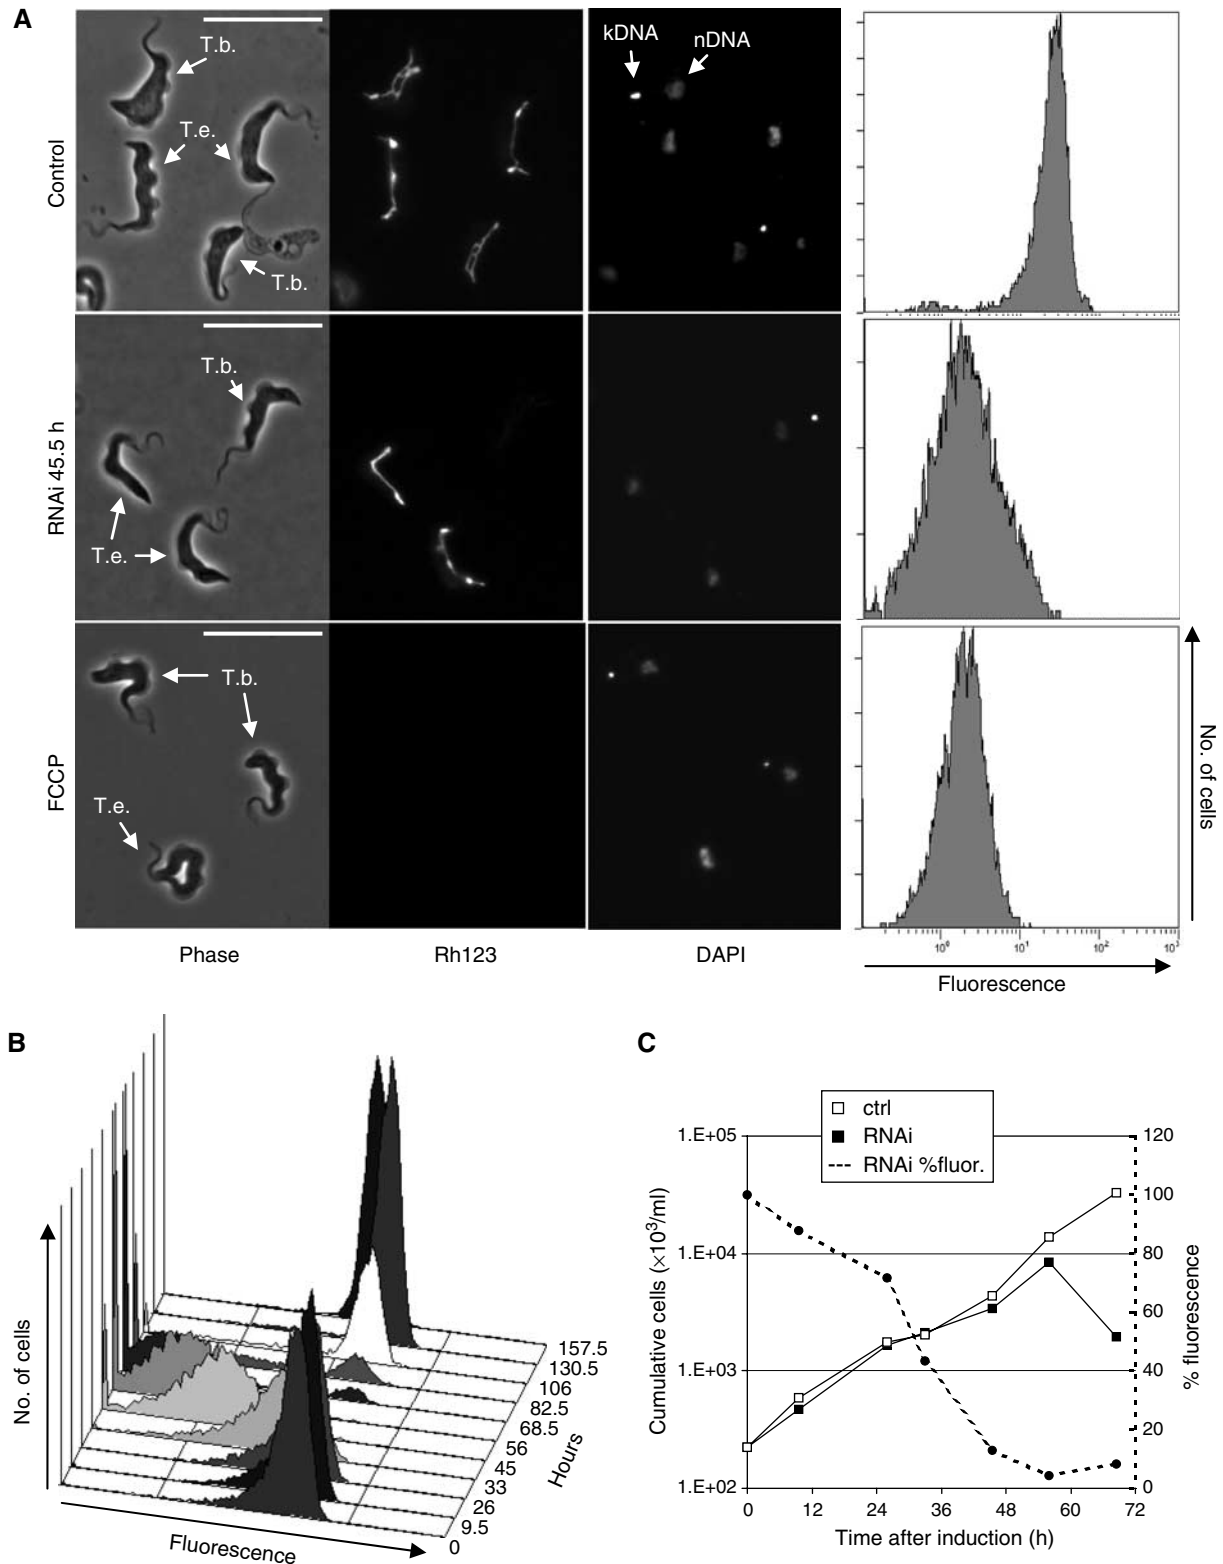 A
Control
T.b.
T.e.
T.b.
kDNA
nDNA
RNAi 45.5 h
T.b.
T.e.
FCCP
T.b.
T.e.
No. of cells
10⁰
10¹
10²
10³
Phase
Rh123
DAPI
Fluorescence
B
No. of cells
Fluorescence
157.5
130.5
106
82.5
68.5
56
45
33
26
9.5
0
Hours
C
ctrl
RNAi
RNAi %fluor.
Cumulative cells (×10³/ml)
1.E+05
1.E+04
1.E+03
1.E+02
120
100
80
60
40
20
0
% fluorescence
0 12 24 36 48 60 72
Time after induction (h)